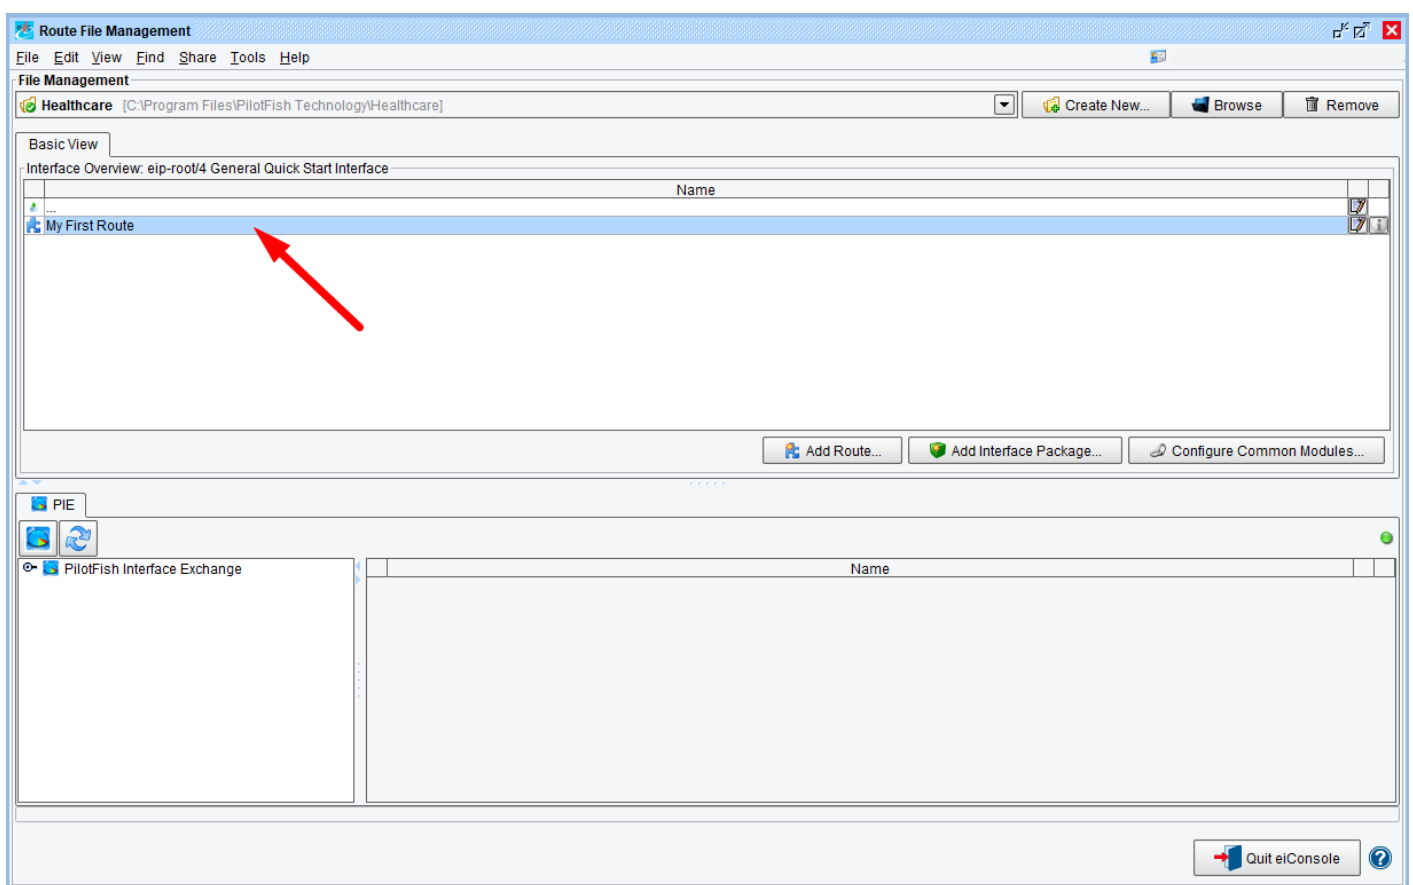 Route File Management
File Edit View Find Share Tools Help
File Management
Healthcare [C:\Program Files\PilotFish Technology\Healthcare] Create New... Browse Remove
Basic View
Interface Overview: eip-root/4 General Quick Start Interface
Name
...
My First Route
Add Route... Add Interface Package... Configure Common Modules...
PIE
PilotFish Interface Exchange Name
Quit eiConsole ?